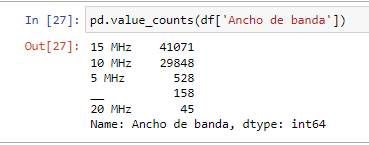 In [27]: pd.value_counts(df['Ancho de banda'])
Out[27]: 15 MHz 41071
10 MHz 29848
5 MHz 528
__ 158
20 MHz 45
Name: Ancho de banda, dtype: int64